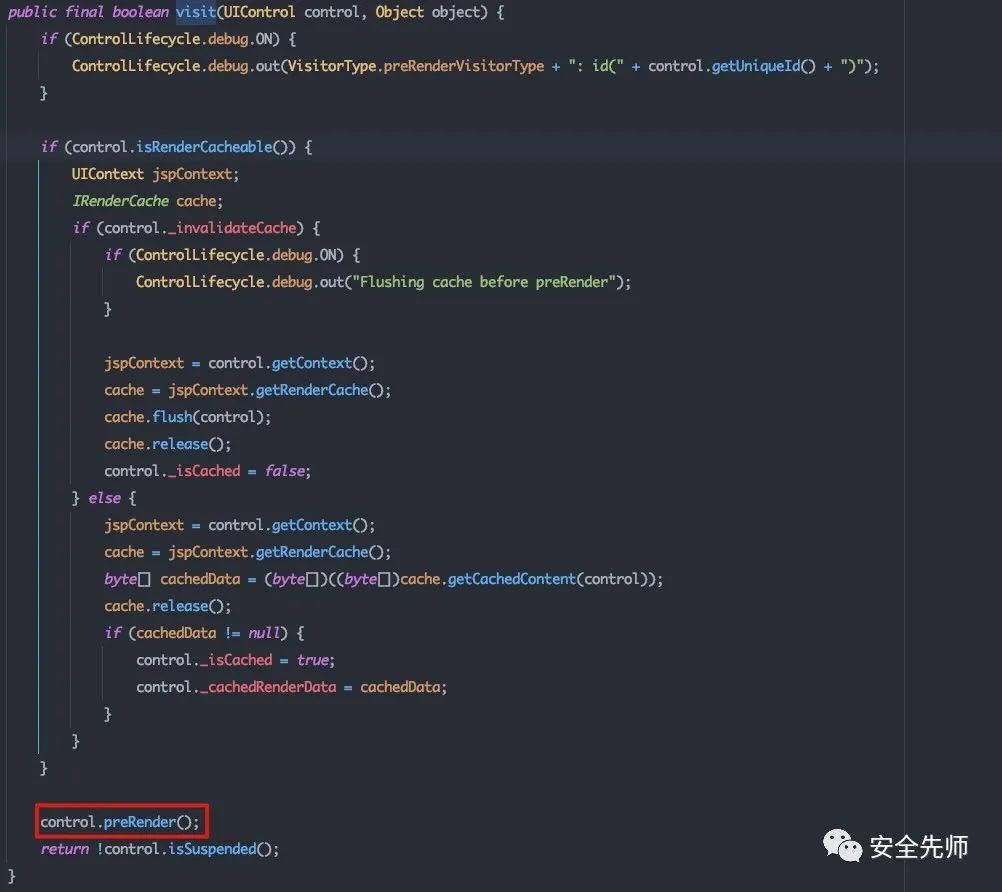 public final boolean visit(UIControl control, Object object) {
if (ControlLifecycle.debug.ON) {
ControlLifecycle.debug.out(VisitorType.preRenderVisitorType + ": id(" + control.getUniqueId() + ")");
}
if (control.isRenderCacheable()) {
UIContext jspContext;
IRenderCache cache;
if (control._invalidateCache) {
if (ControlLifecycle.debug.ON) {
ControlLifecycle.debug.out("Flushing cache before preRender");
}
jspContext = control.getContext();
cache = jspContext.getRenderCache();
cache.flush(control);
cache.release();
control._isCached = false;
} else {
jspContext = control.getContext();
cache = jspContext.getRenderCache();
byte[] cachedData = (byte[])((byte[])cache.getCachedContent(control));
cache.release();
if (cachedData != null) {
control._isCached = true;
control._cachedRenderData = cachedData;
}
}
}
control.preRender();
return !control.isSuspended();
}
安全先师